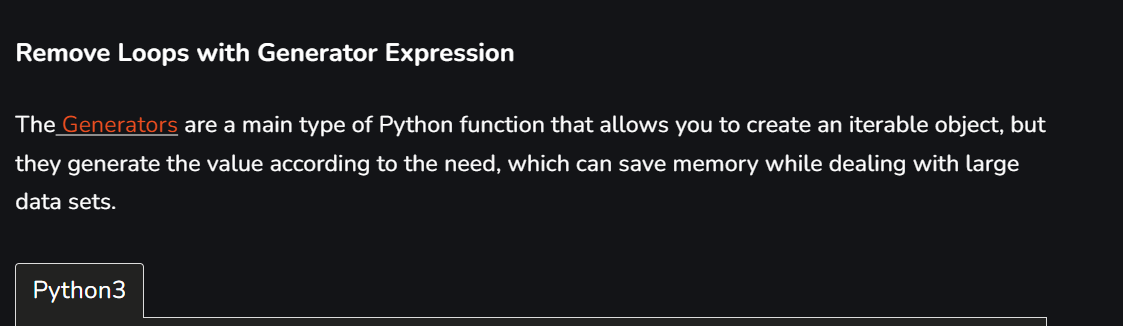 Remove Loops with Generator Expression
The Generators are a main type of Python function that allows you to create an iterable object, but
they generate the value according to the need, which can save memory while dealing with large
data sets.
Python3